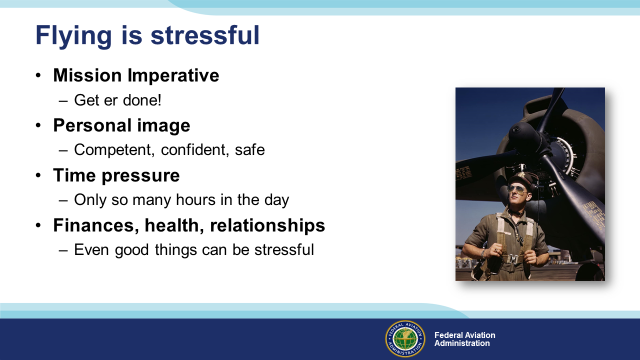 Flying is stressful
• Mission Imperative
– Get er done!
• Personal image
– Competent, confident, safe
• Time pressure
– Only so many hours in the day
• Finances, health, relationships
– Even good things can be stressful
Federal Aviation
Administration